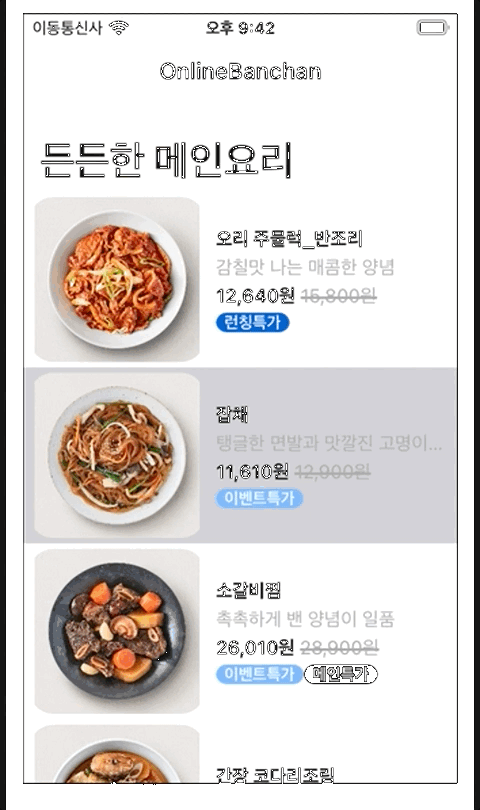 이동통신사 오후 9:42
OnlineBanchan
든든한 메인요리
오리 주물럭_반조리
감칠맛 나는 매콤한 양념
12,640원 15,800원
런칭특가
잡채
탱글한 면발과 맛깔진 고명이...
11,610원 12,900원
이벤트특가
소갈비찜
촉촉하게 밴 양념이 일품
26,010원 28,900원
이벤트특가 메인특가
간장 코다리조림